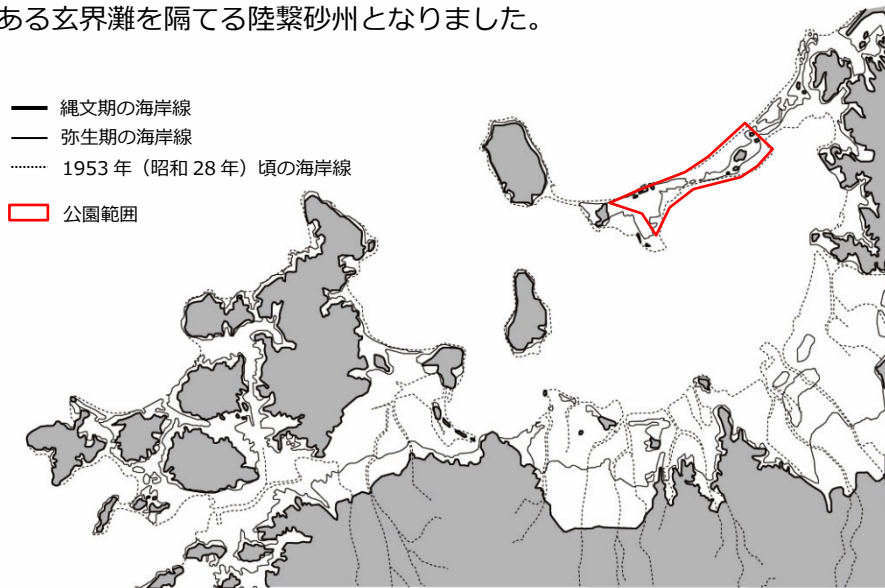 ある玄界灘を隔てる陸繋砂州となりました。
縄文期の海岸線
弥生期の海岸線
1953 年（昭和 28 年）頃の海岸線
公園範囲